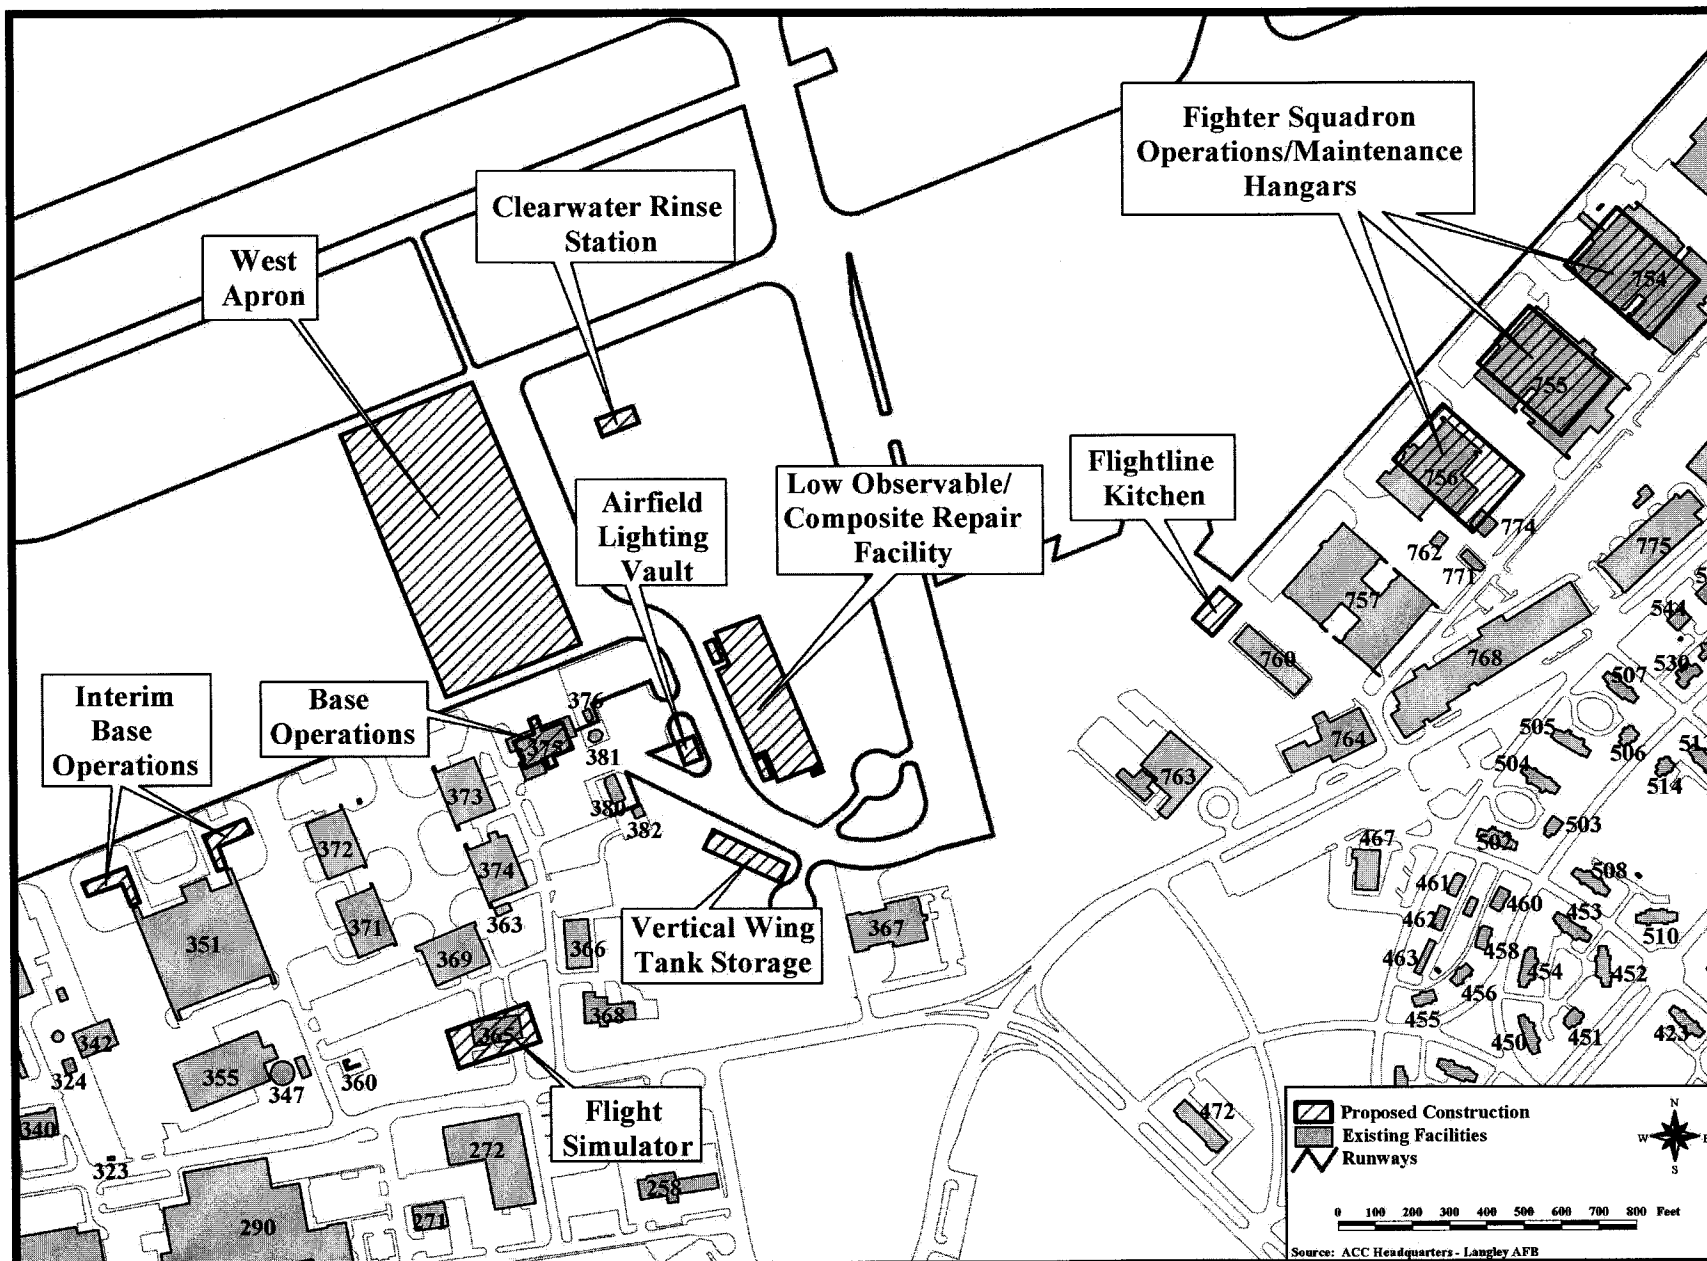 Fighter Squadron
Operations/Maintenance
Hangars
Clearwater Rinse
Station
West
Apron
754
755
756
Flightline
Kitchen
Low Observable/
Composite Repair
Facility
Airfield
Lighting
Vault
774
762
771
775
757
544
760
768
507
530
Interim
Base
Operations
Base
Operations
376
375
381
505
506
764
504
514
763
373
380
382
503
502
372
467
374
508
461
460
462
453
363
371
351
366
Vertical Wing
Tank Storage
367
510
369
463
458
454
452
456
368
455
365
450
451
423
342
324
355
347
360
340
Flight
Simulator
472
272
323
258
271
290
Proposed Construction
Existing Facilities
Runways
N
W
S
0 100 200 300 400 500 600 700 800 Feet
Source: ACC Headquarters - Langley AFB